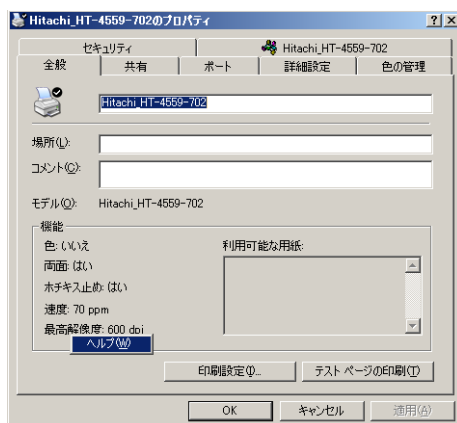 Hitachi_HT-4559-702のプロパティ
セキュリティ
Hitachi_HT-4559-702
全般
共有
ポート
詳細設定
色の管理
Hitachi_HT-4559-702
場所(L):
コメント(C):
モデル(O): Hitachi_HT-4559-702
機能
色: いいえ
利用可能な用紙:
両面: はい
ホチキス止め: はい
速度: 70 ppm
最高解像度: 600 dpi
ヘルプ(W)
印刷設定(I)...
テスト ページの印刷(T)
OK
キャンセル
適用(A)